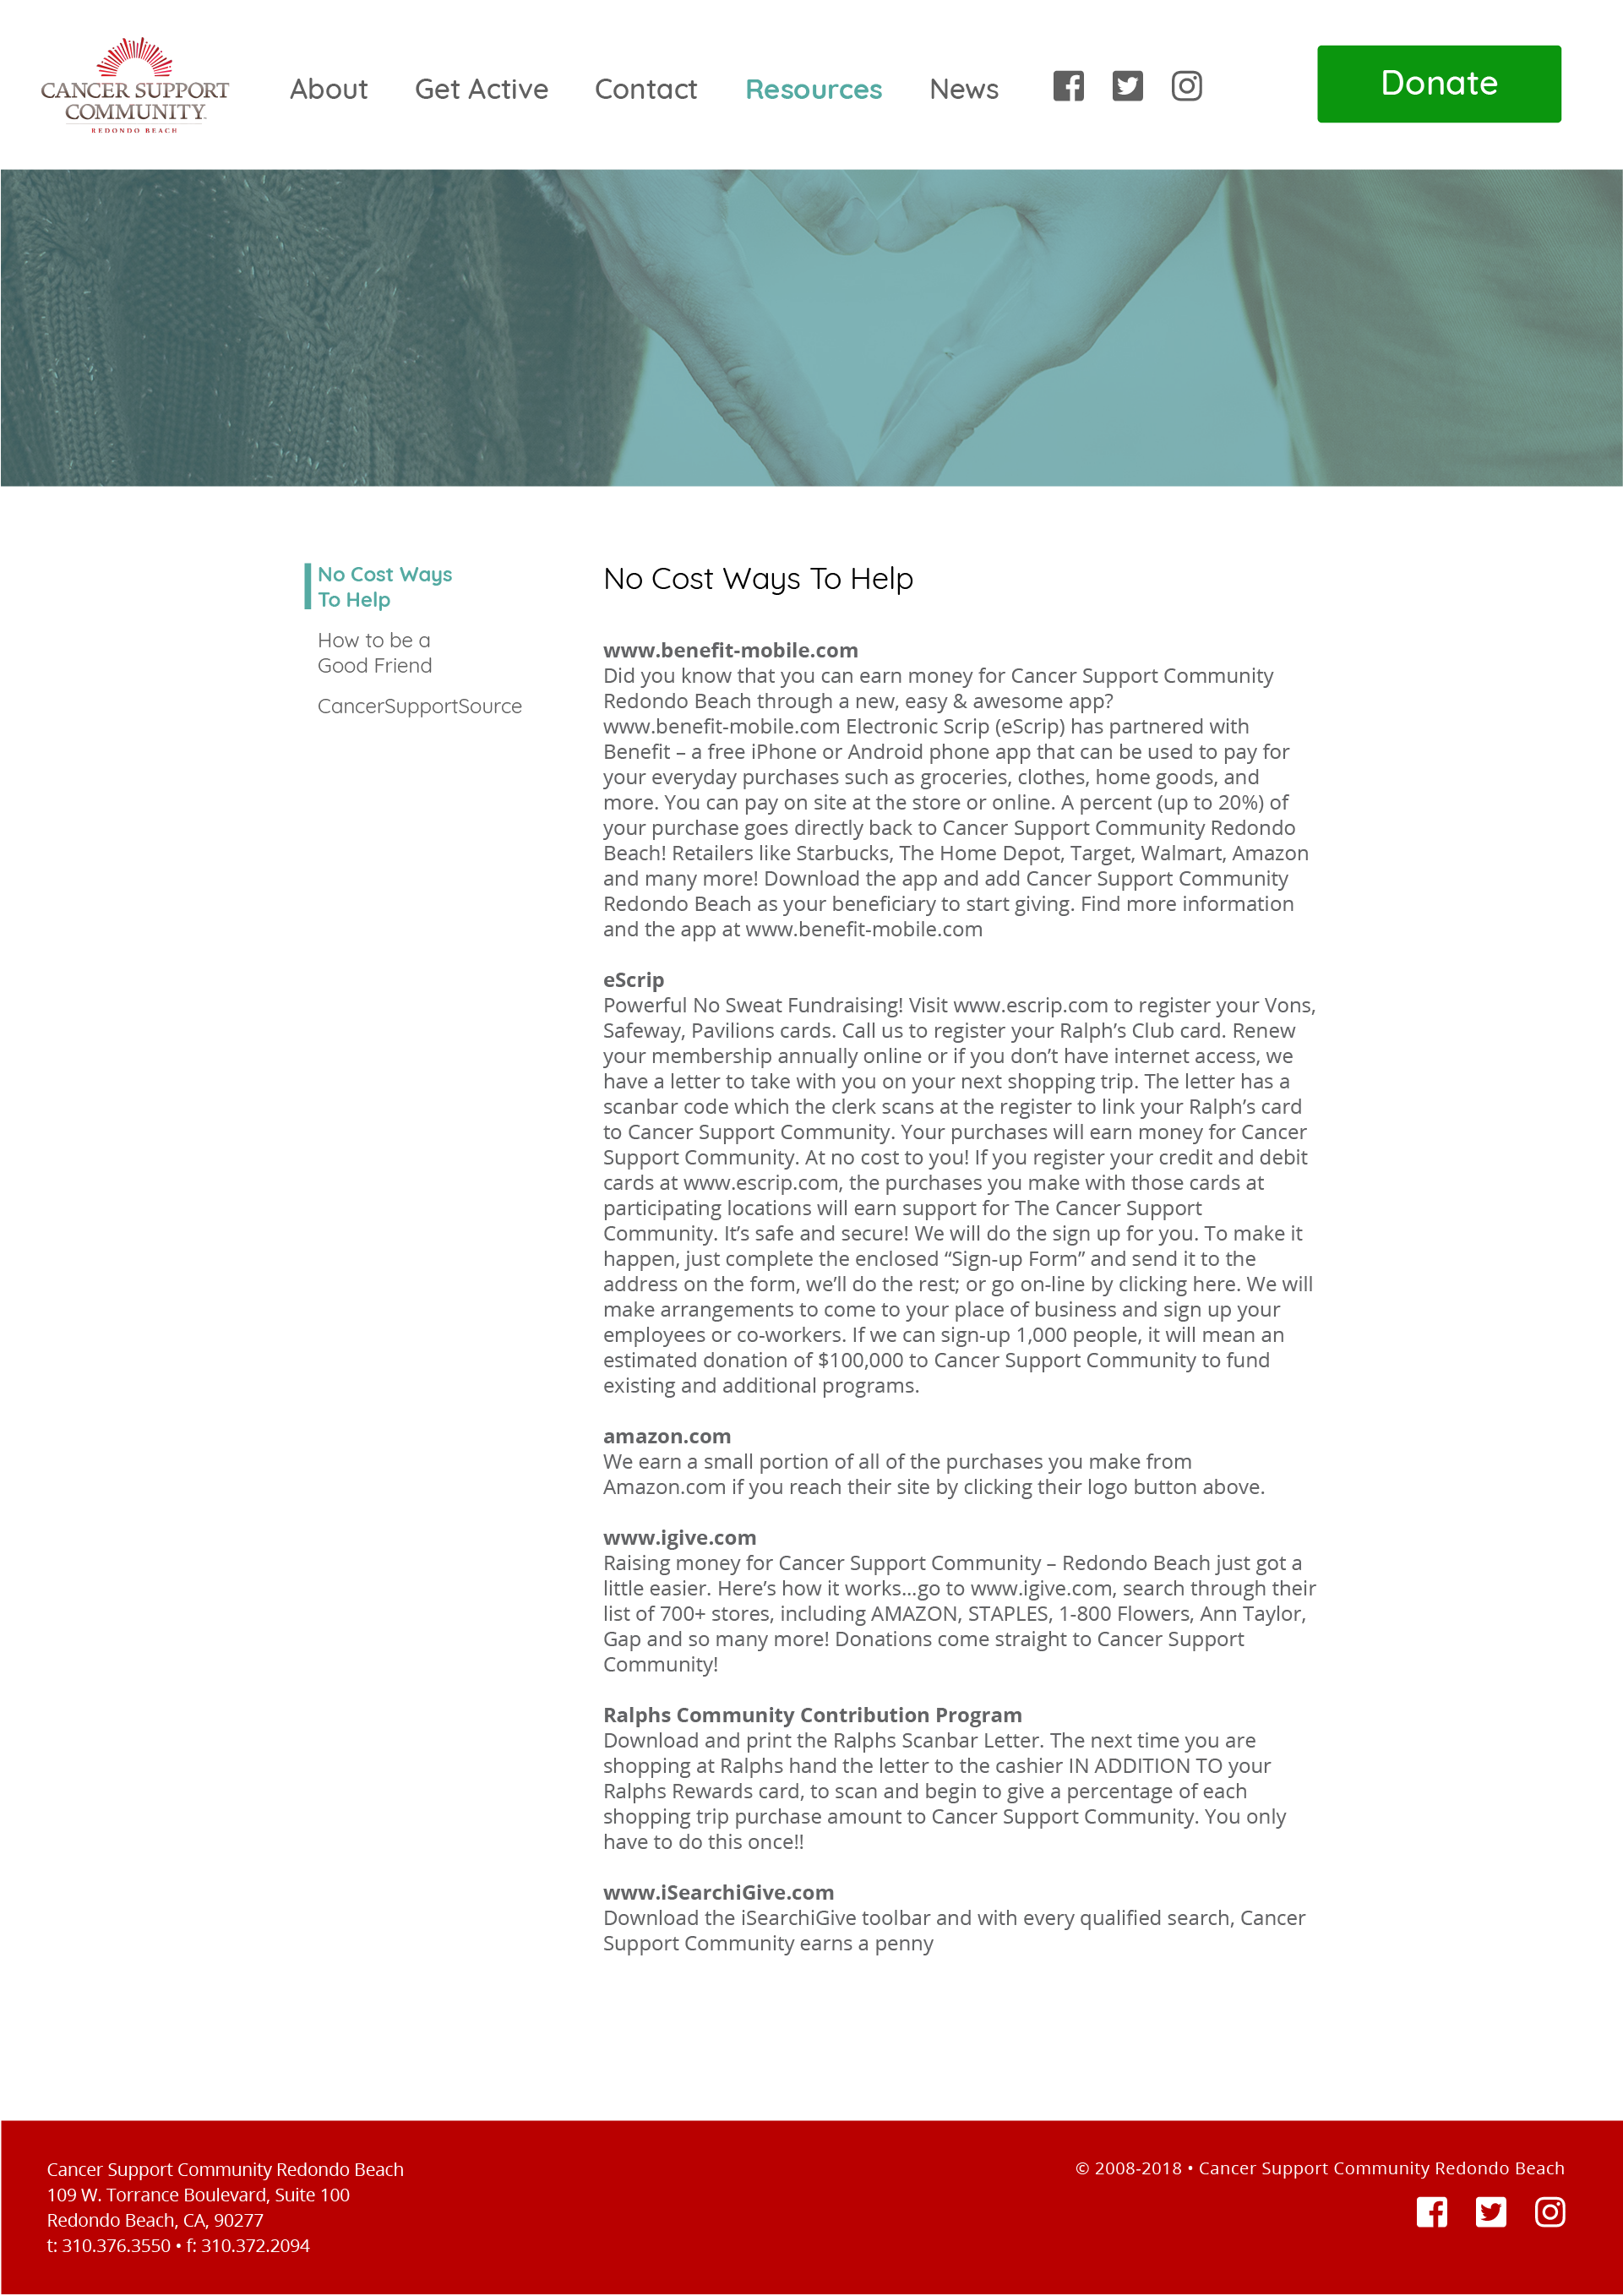 CANCER SUPPORT
COMMUNITY
REDONDO BEACH
About
Get Active
Contact
Resources
News
Donate
No Cost Ways
To Help
How to be a
Good Friend
CancerSupportSource
No Cost Ways To Help
www.benefit-mobile.com
Did you know that you can earn money for Cancer Support Community
Redondo Beach through a new, easy & awesome app?
www.benefit-mobile.com Electronic Scrip (eScrip) has partnered with
Benefit – a free iPhone or Android phone app that can be used to pay for
your everyday purchases such as groceries, clothes, home goods, and
more. You can pay on site at the store or online. A percent (up to 20%) of
your purchase goes directly back to Cancer Support Community Redondo
Beach! Retailers like Starbucks, The Home Depot, Target, Walmart, Amazon
and many more! Download the app and add Cancer Support Community
Redondo Beach as your beneficiary to start giving. Find more information
and the app at www.benefit-mobile.com
eScrip
Powerful No Sweat Fundraising! Visit www.escrip.com to register your Vons,
Safeway, Pavilions cards. Call us to register your Ralph’s Club card. Renew
your membership annually online or if you don’t have internet access, we
have a letter to take with you on your next shopping trip. The letter has a
scanbar code which the clerk scans at the register to link your Ralph’s card
to Cancer Support Community. Your purchases will earn money for Cancer
Support Community. At no cost to you! If you register your credit and debit
cards at www.escrip.com, the purchases you make with those cards at
participating locations will earn support for The Cancer Support
Community. It’s safe and secure! We will do the sign up for you. To make it
happen, just complete the enclosed “Sign-up Form” and send it to the
address on the form, we’ll do the rest; or go on-line by clicking here. We will
make arrangements to come to your place of business and sign up your
employees or co-workers. If we can sign-up 1,000 people, it will mean an
estimated donation of $100,000 to Cancer Support Community to fund
existing and additional programs.
amazon.com
We earn a small portion of all of the purchases you make from
Amazon.com if you reach their site by clicking their logo button above.
www.igive.com
Raising money for Cancer Support Community – Redondo Beach just got a
little easier. Here’s how it works…go to www.igive.com, search through their
list of 700+ stores, including AMAZON, STAPLES, 1-800 Flowers, Ann Taylor,
Gap and so many more! Donations come straight to Cancer Support
Community!
Ralphs Community Contribution Program
Download and print the Ralphs Scanbar Letter. The next time you are
shopping at Ralphs hand the letter to the cashier IN ADDITION TO your
Ralphs Rewards card, to scan and begin to give a percentage of each
shopping trip purchase amount to Cancer Support Community. You only
have to do this once!!
www.iSearchiGive.com
Download the iSearchiGive toolbar and with every qualified search, Cancer
Support Community earns a penny
Cancer Support Community Redondo Beach
109 W. Torrance Boulevard, Suite 100
Redondo Beach, CA, 90277
t: 310.376.3550 • f: 310.372.2094
© 2008-2018 • Cancer Support Community Redondo Beach